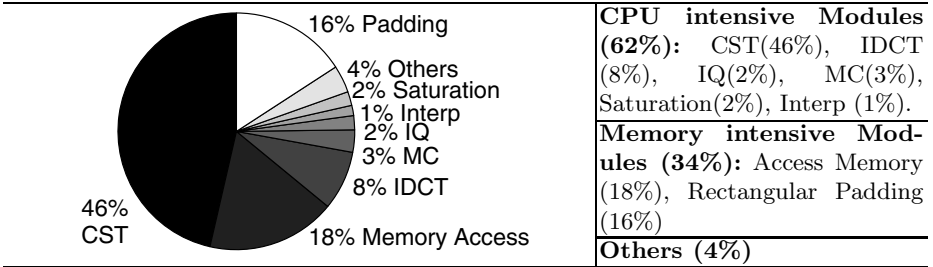 16% Padding
4% Others
2% Saturation
1% Interp
2% IQ
3% MC
8% IDCT
18% Memory Access
46%
CST
CPU intensive Modules
(62%): CST(46%), IDCT
(8%), IQ(2%), MC(3%),
Saturation(2%), Interp (1%).
Memory intensive Mod-
ules (34%): Access Memory
(18%), Rectangular Padding
(16%)
Others (4%)